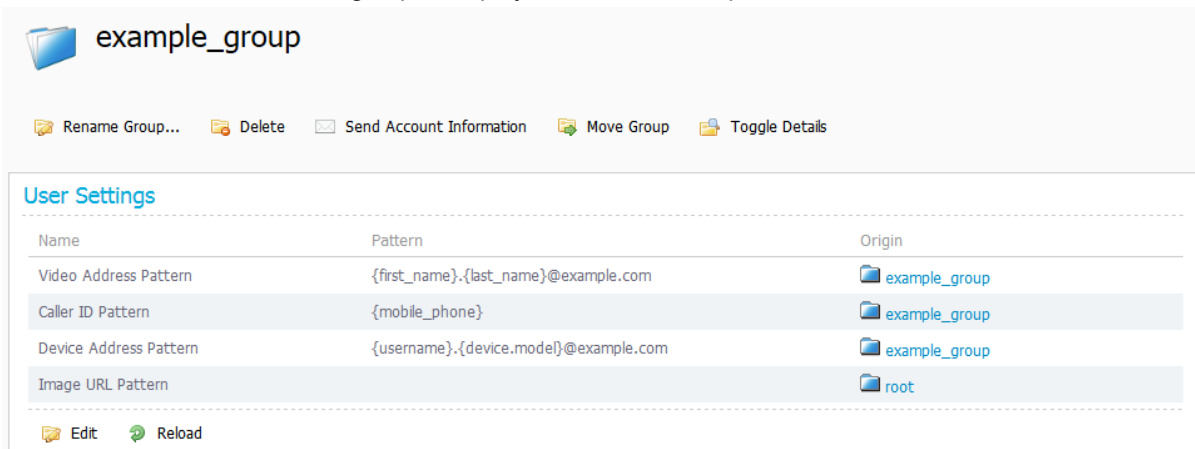 example_group
Rename Group... Delete Send Account Information Move Group Toggle Details
User Settings
Name Pattern Origin
Video Address Pattern {first_name}.{last_name}@example.com example_group
Caller ID Pattern {mobile_phone} example_group
Device Address Pattern {username}.{device.model}@example.com example_group
Image URL Pattern root
Edit Reload